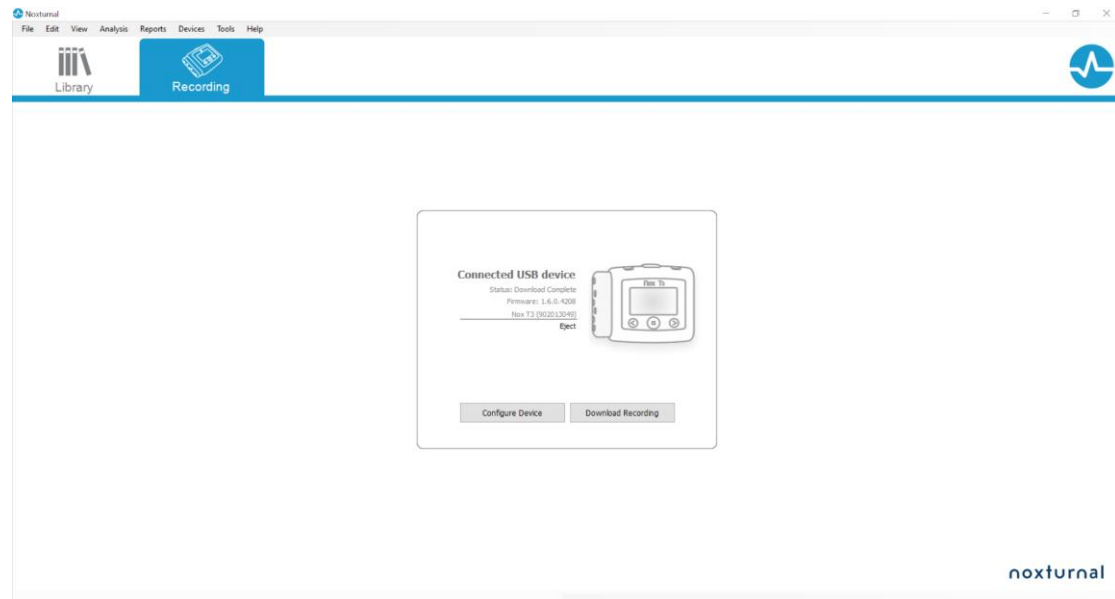 Noxturnal
File Edit View Analysis Reports Devices Tools Help
Library
Recording
Connected USB device
Status: Download Complete
Firmware: 1.6.0.4208
Nox T3 (902013049)
Eject
Nox T3
Configure Device
Download Recording
noxturnal